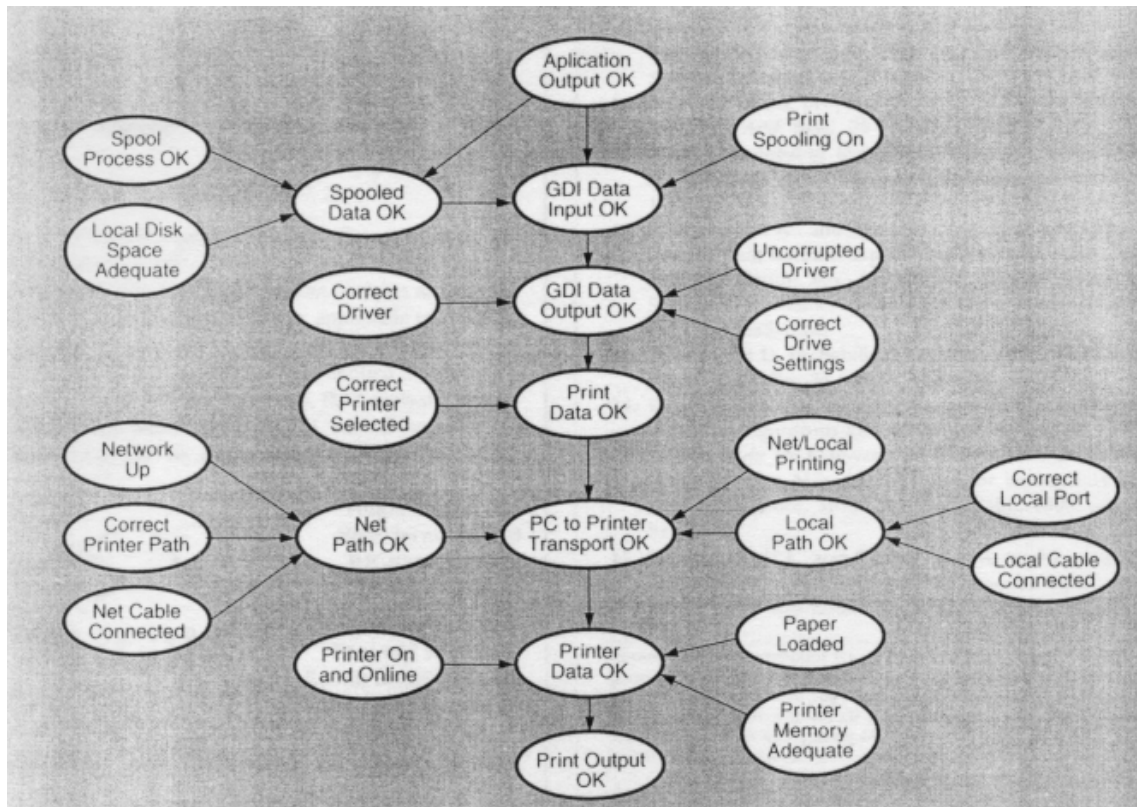 Aplication
Output OK
Spool
Process OK
Print
Spooling On
Spooled
Data OK
GDI Data
Input OK
Local Disk
Space
Adequate
Uncorrupted
Driver
Correct
Driver
GDI Data
Output OK
Correct
Drive
Settings
Correct
Printer
Selected
Print
Data OK
Network
Up
Net/Local
Printing
Correct
Local Port
Correct
Printer Path
Net
Path OK
PC to Printer
Transport OK
Local
Path OK
Local Cable
Connected
Net Cable
Connected
Paper
Loaded
Printer On
and Online
Printer
Data OK
Printer
Memory
Adequate
Print Output
OK